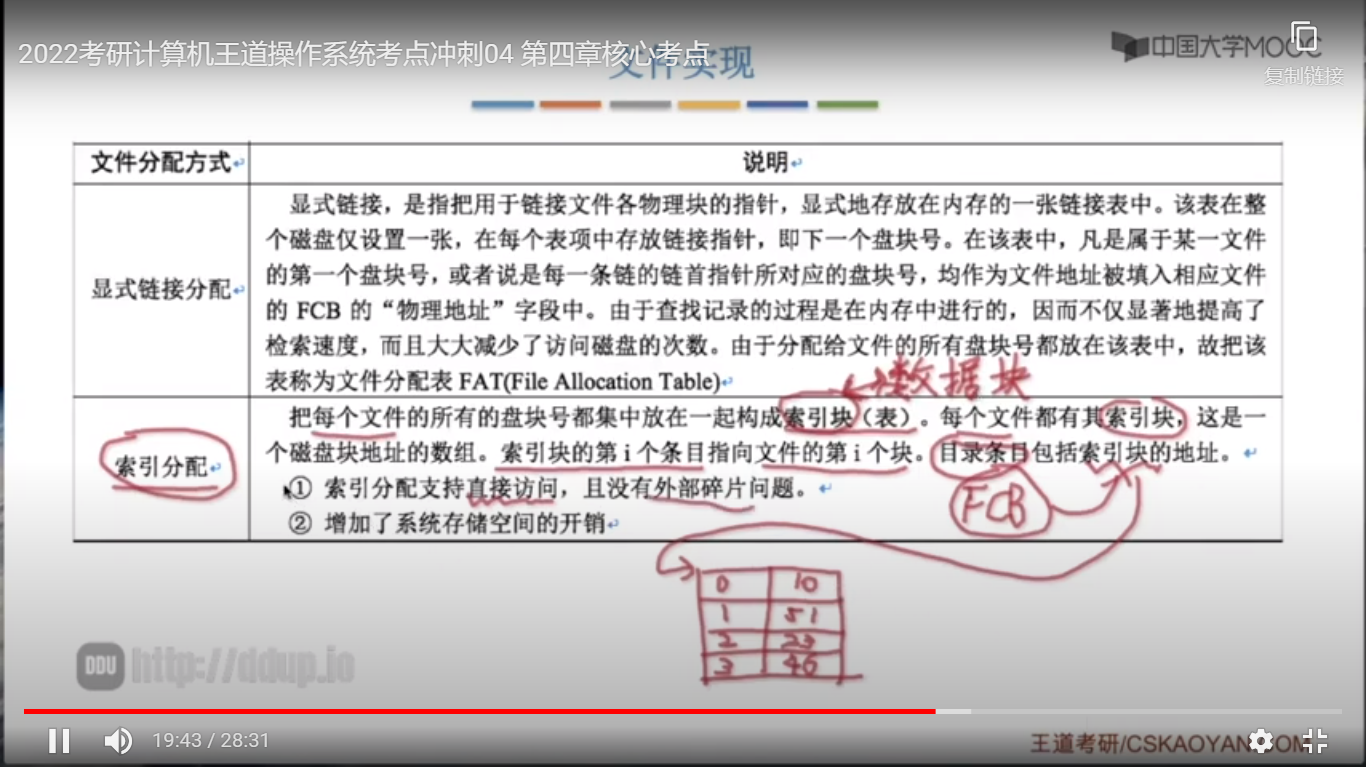 2022考研计算机王道操作系统考点冲刺04 第四章核心考点
文件实现
中国大学MOOC
复制链接
文件分配方式
说明
显式链接分配
显式链接，是指把用于链接文件各物理块的指针，显式地存放在内存的一张链接表中。该表在整
个磁盘仅设置一张，在每个表项中存放链接指针，即下一个盘块号。在该表中，凡是属于某一文件
的第一个盘块号，或者说是每一条链的链首指针所对应的盘块号，均作为文件地址被填入相应文件
的 FCB 的“物理地址”字段中。由于查找记录的过程是在内存中进行的，因而不仅显著地提高了
检索速度，而且大大减少了访问磁盘的次数。由于分配给文件的所有盘块号都放在该表中，故把该
表称为文件分配表 FAT(File Allocation Table)
数据块
索引分配
把每个文件的所有的盘块号都集中放在一起构成索引块（表）。每个文件都有其索引块，这是一
个磁盘块地址的数组。索引块的第 i 个条目指向文件的第 i 个块。目录条目包括索引块的地址。
① 索引分配支持直接访问，且没有外部碎片问题。
② 增加了系统存储空间的开销
FCB
0 10
1 51
2 23
3 46
DDU http://ddup.io
19:43 / 28:31
王道考研/CSKAOYAN.COM